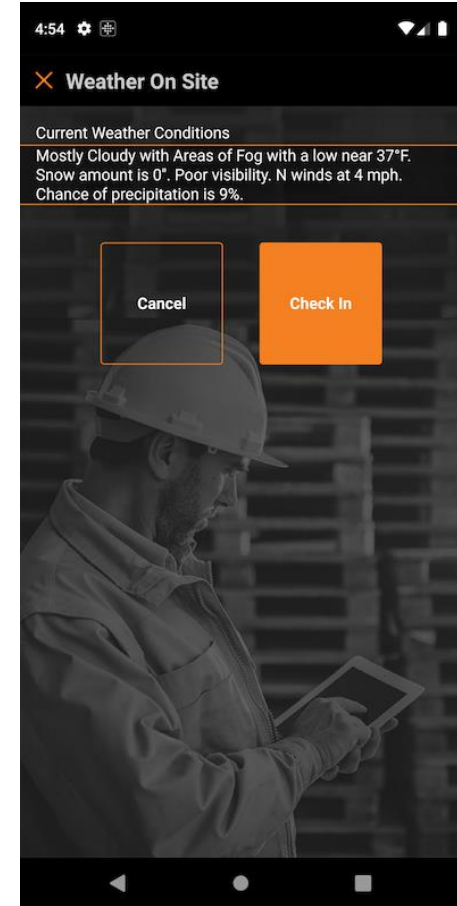 4:54
Weather On Site
Current Weather Conditions
Mostly Cloudy with Areas of Fog with a low near 37°F.
Snow amount is 0". Poor visibility. N winds at 4 mph.
Chance of precipitation is 9%.
Cancel
Check In